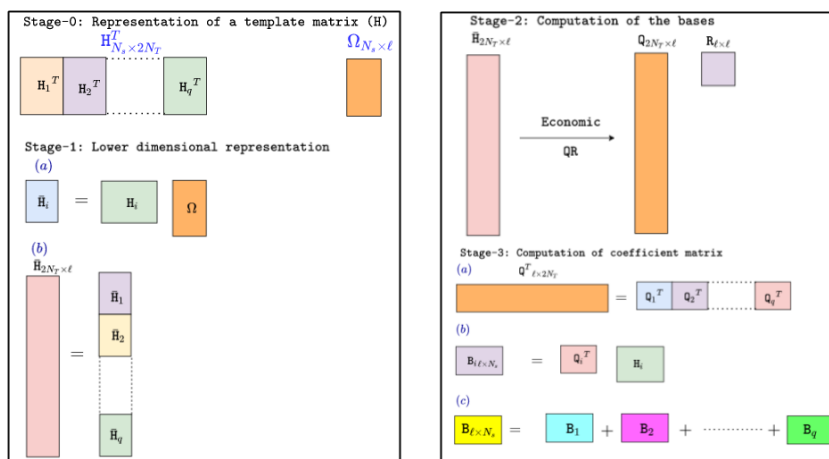 Stage-0: Representation of a template matrix (H)
H^T_{N_s×2N_T}
Ω_{N_s×ℓ}
H_1^T H_2^T H_q^T
Stage-1: Lower dimensional representation
(a)
H̄_i = H_i Ω
(b)
H̄_{2N_T×ℓ}
H̄_1
=
H̄_2
H̄_q
Stage-2: Computation of the bases
H̄_{2N_T×ℓ} Q_{2N_T×ℓ} R_{ℓ×ℓ}
Economic
QR
Stage-3: Computation of coefficient matrix
(a)
Q^T_{ℓ×2N_T}
= Q_1^T Q_2^T Q_q^T
(b)
B_{iℓ×N_s} = Q_i^T H_i
(c)
B_{ℓ×N_s} = B_1 + B_2 + ·········· + B_q